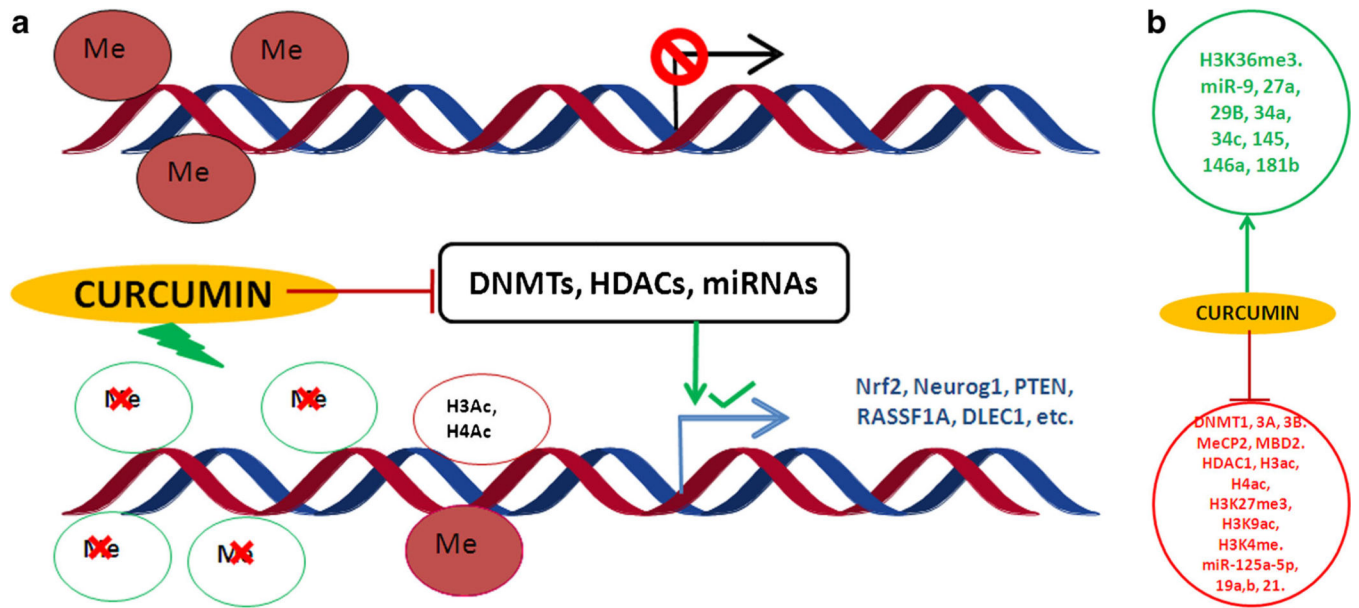 a
Me
Me
Me
CURCUMIN
DNMTs, HDACs, miRNAs
Me
Me
H3Ac,
H4Ac
Nrf2, Neurog1, PTEN,
RASSF1A, DLEC1, etc.
Me
Me
Me
b
H3K36me3.
miR-9, 27a,
29B, 34a,
34c, 145,
146a, 181b
CURCUMIN
DNMT1, 3A, 3B.
MeCP2, MBD2.
HDAC1, H3ac,
H4ac,
H3K27me3,
H3K9ac,
H3K4me.
miR-125a-5p,
19a,b, 21.